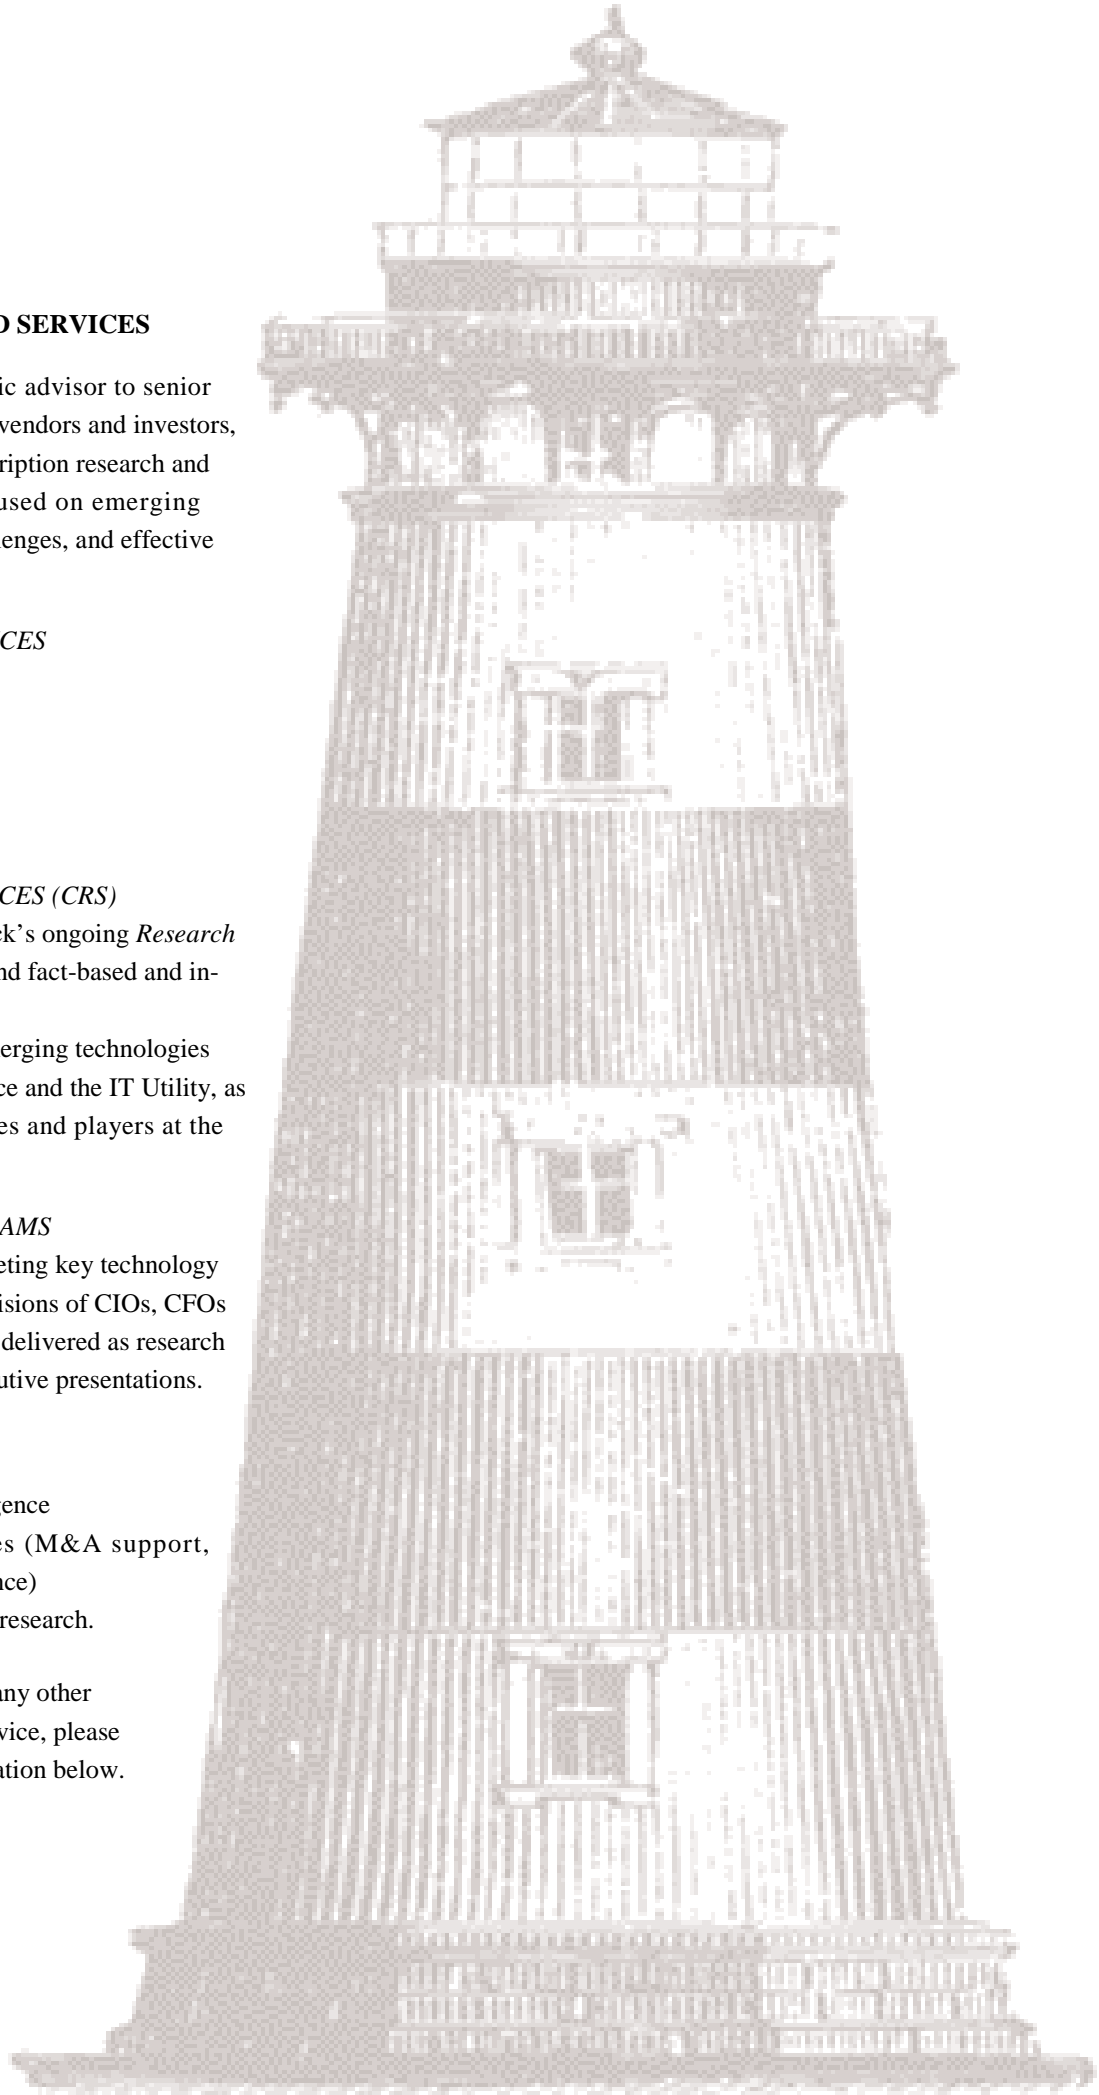 D SERVICES
ic advisor to senior
vendors and investors,
ription research and
used on emerging
lenges, and effective
CES
CES (CRS)
ck’s ongoing Research
nd fact-based and in-
erging technologies
ce and the IT Utility, as
es and players at the
AMS
eting key technology
isions of CIOs, CFOs
delivered as research
utive presentations.
gence
es (M&A support,
nce)
research.
any other
vice, please
ation below.